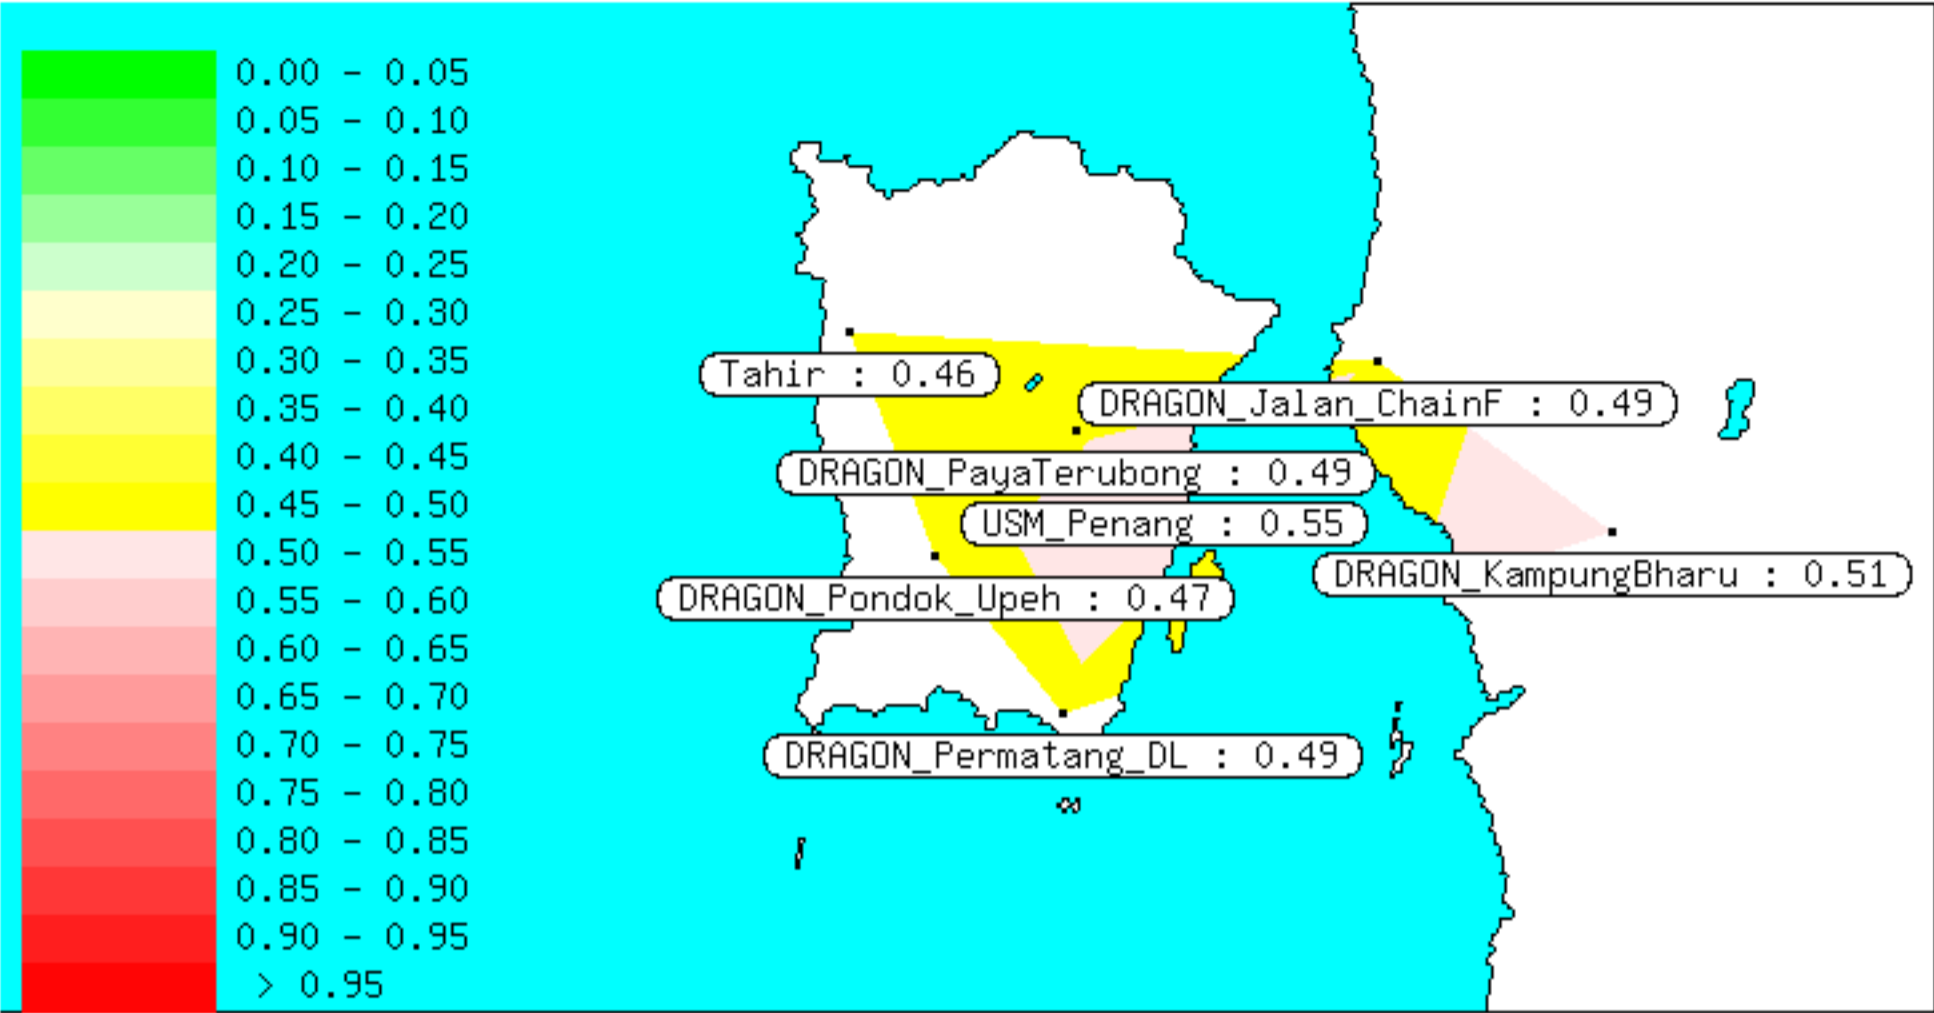 0.00 - 0.05
0.05 - 0.10
0.10 - 0.15
0.15 - 0.20
0.20 - 0.25
0.25 - 0.30
0.30 - 0.35
0.35 - 0.40
0.40 - 0.45
0.45 - 0.50
0.50 - 0.55
0.55 - 0.60
0.60 - 0.65
0.65 - 0.70
0.70 - 0.75
0.75 - 0.80
0.80 - 0.85
0.85 - 0.90
0.90 - 0.95
> 0.95
Tahir : 0.46
DRAGON_Jalan_ChainF : 0.49
DRAGON_PayaTerubong : 0.49
USM_Penang : 0.55
DRAGON_KampungBharu : 0.51
DRAGON_Pondok_Upeh : 0.47
DRAGON_Permatang_DL : 0.49